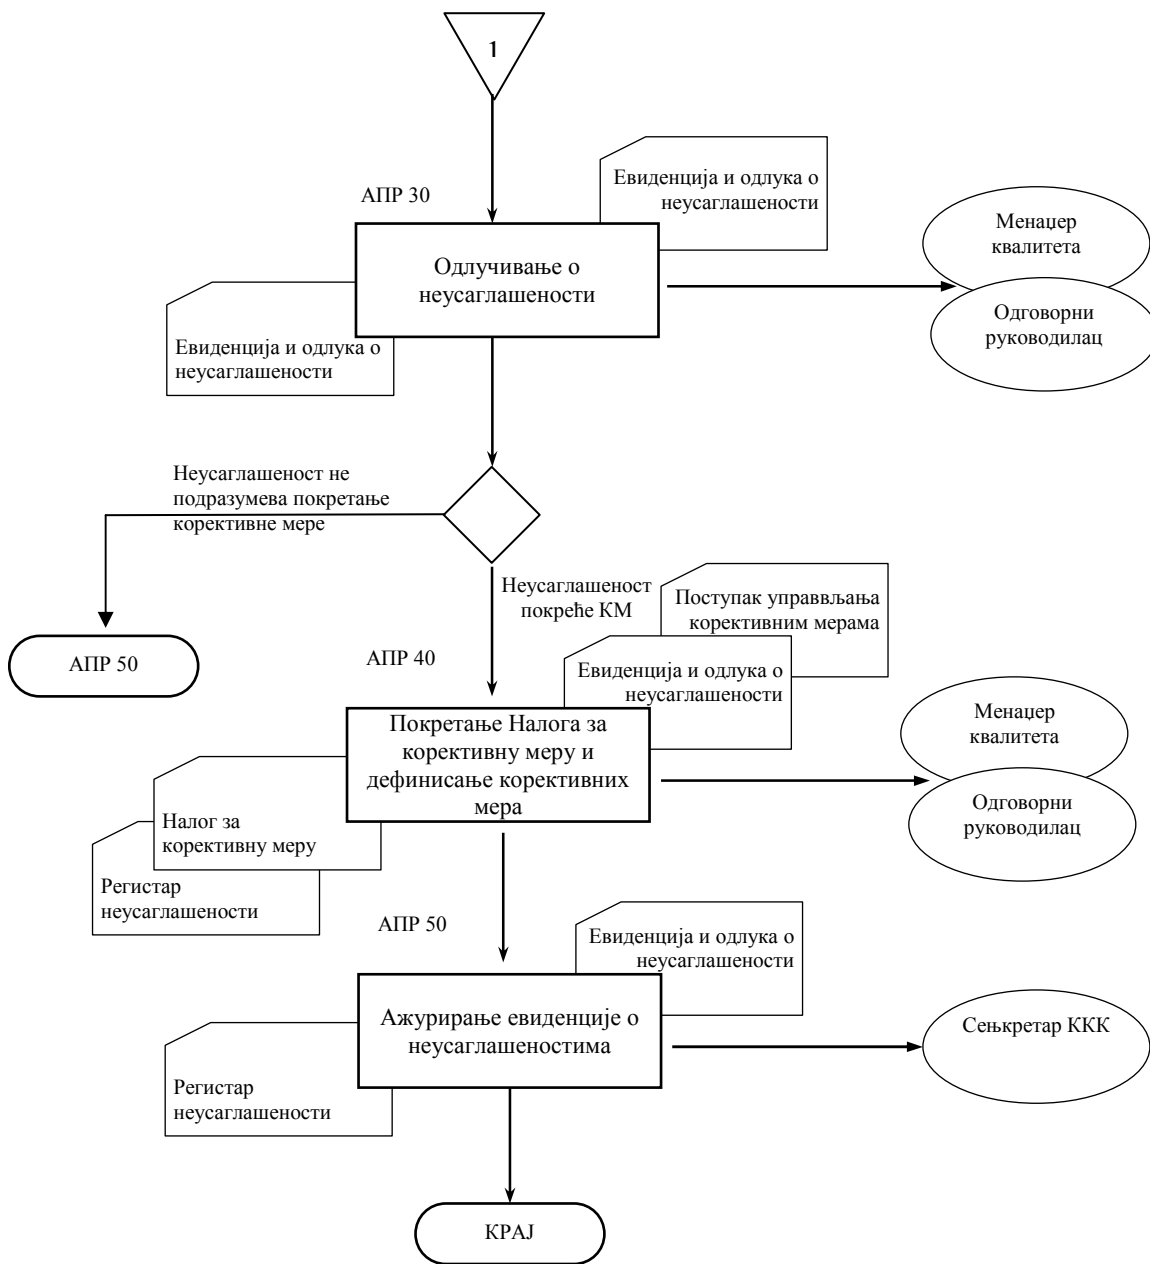 1
АПР 30
Евиденција и одлука о
неусаглашености
Менаџер
квалитета
Одлучивање о
неусаглашености
Одговорни
руководилац
Евиденција и одлука о
неусаглашености
Неусаглашеност не
подразумева покретање
корективне мере
Неусаглашеност
покреће КМ
Поступак управвљања
корективним мерама
АПР 50
АПР 40
Евиденција и одлука о
неусаглашености
Менаџер
квалитета
Покретање Налога за
корективну меру и
дефинисање корективних
мера
Одговорни
руководилац
Налог за
корективну меру
Регистар
неусаглашености
АПР 50
Евиденција и одлука о
неусаглашености
Ажурирање евиденције о
неусаглашеностима
Сењкретар ККК
Регистар
неусаглашености
КРАЈ